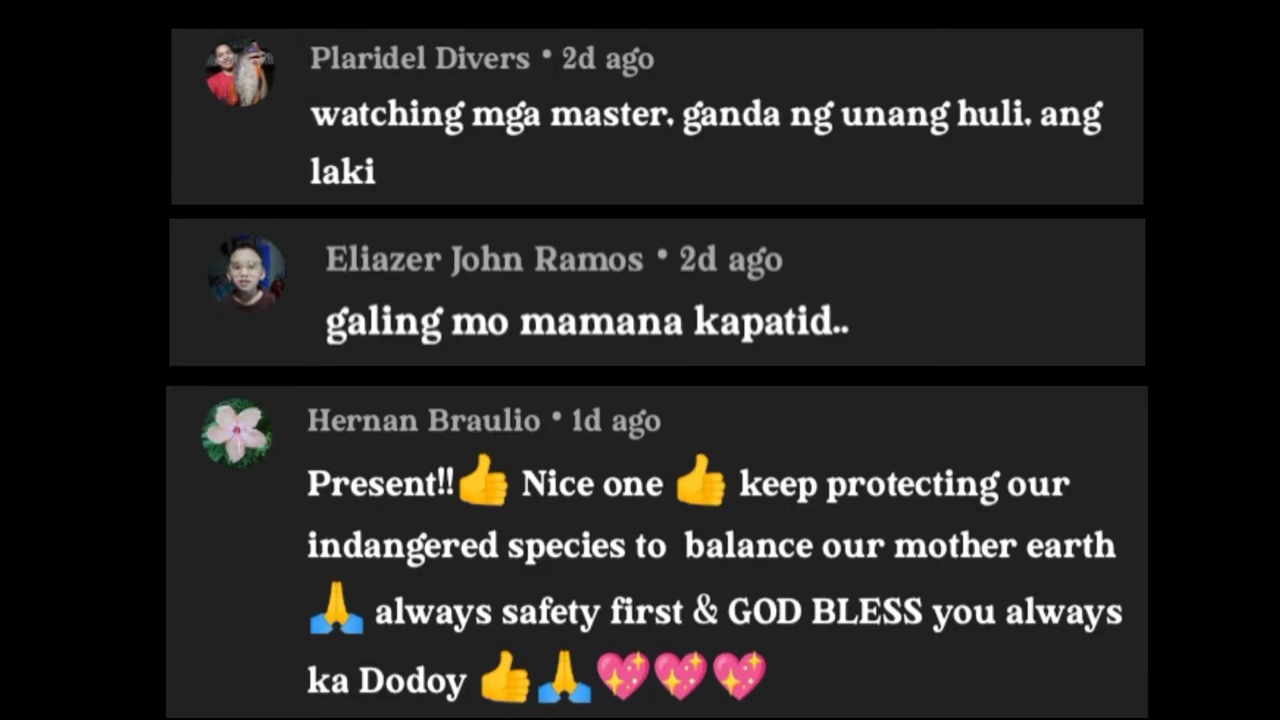 Plaridel Divers • 2d ago
watching mga master. ganda ng unang huli. ang
laki
Eliazer John Ramos • 2d ago
galing mo mamana kapatid..
Hernan Braulio • 1d ago
Present!!👍 Nice one 👍 keep protecting our
indangered species to balance our mother earth
🙏 always safety first & GOD BLESS you always
ka Dodoy 👍🙏💖💖💖